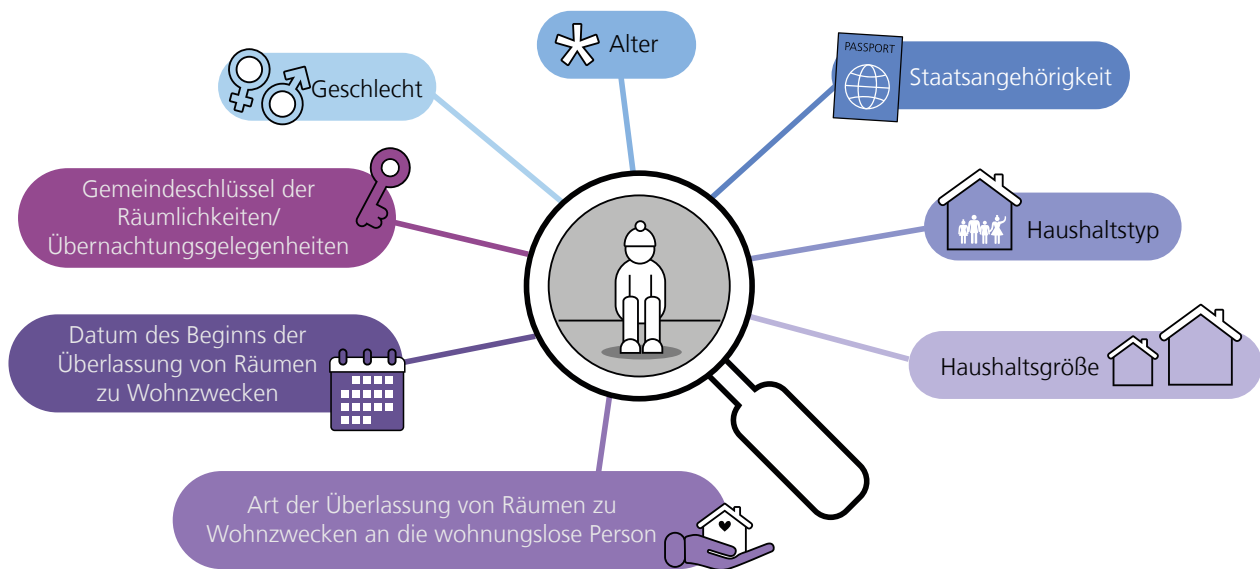 Alter
PASSPORT
Staatsangehörigkeit
Geschlecht
Gemeindeschlüssel der
Räumlichkeiten/
Übernachtungsgelegenheiten
Haushaltstyp
Datum des Beginns der
Überlassung von Räumen
zu Wohnzwecken
Haushaltsgröße
Art der Überlassung von Räumen zu
Wohnzwecken an die wohnungslose Person